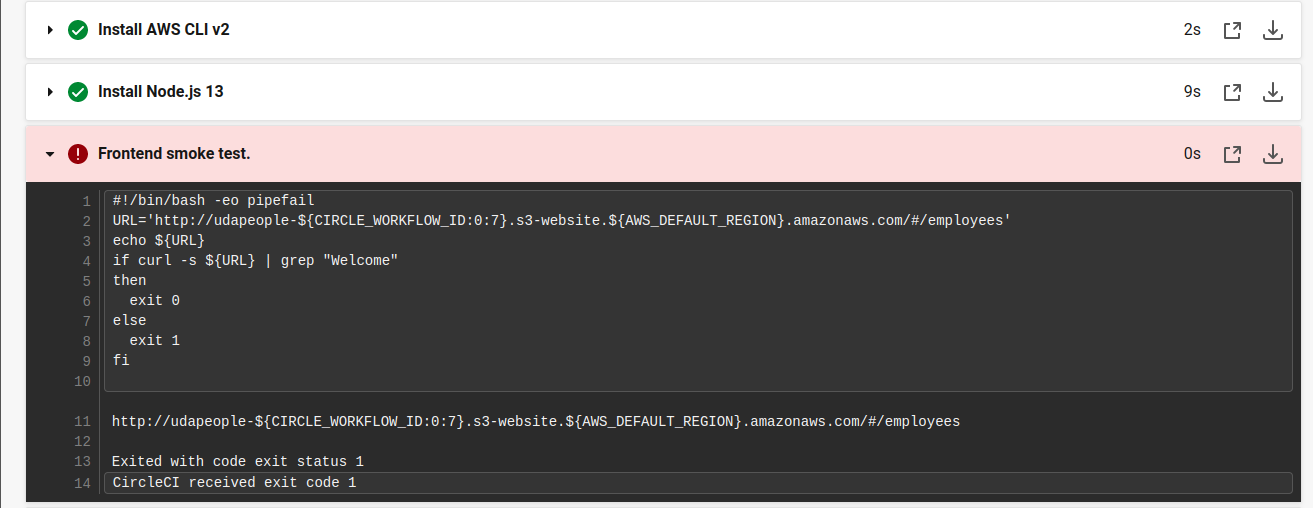 Install AWS CLI v2 2s
Install Node.js 13 9s
Frontend smoke test. 0s
1 #!/bin/bash -eo pipefail
2 URL='http://udapeople-${CIRCLE_WORKFLOW_ID:0:7}.s3-website.${AWS_DEFAULT_REGION}.amazonaws.com/#/employees'
3 echo ${URL}
4 if curl -s ${URL} | grep "Welcome"
5 then
6   exit 0
7 else
8   exit 1
9 fi
10
11 http://udapeople-${CIRCLE_WORKFLOW_ID:0:7}.s3-website.${AWS_DEFAULT_REGION}.amazonaws.com/#/employees
12
13 Exited with code exit status 1
14 CircleCI received exit code 1